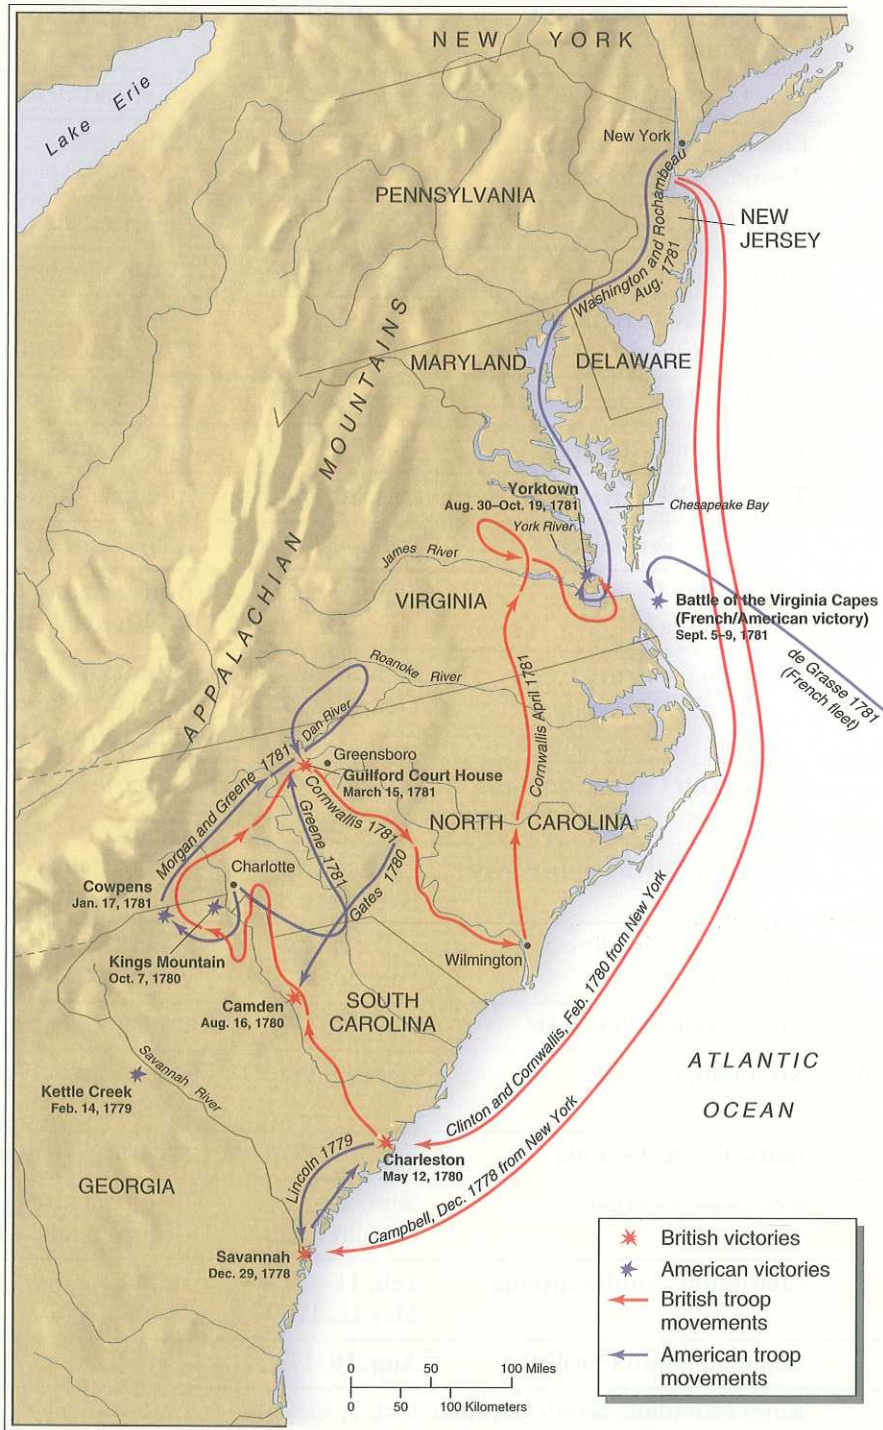 NEW YORK
Lake Erie
New York
PENNSYLVANIA
NEW
JERSEY
Washington and Rochambeau
Aug. 1781
MARYLAND
DELAWARE
APPALACHIAN MOUNTAINS
Yorktown
Aug. 30–Oct. 19, 1781
Chesapeake Bay
York River
James River
VIRGINIA
Battle of the Virginia Capes
(French/American victory)
Sept. 5–9, 1781
de Grasse 1781
(French fleet)
Roanoke River
Dan River
Cornwallis April 1781
Greensboro
Guilford Court House
March 15, 1781
Morgan and Greene 1781
Cornwallis 1781
Greene 1781
NORTH CAROLINA
Gates 1780
Charlotte
Cowpens
Jan. 17, 1781
Kings Mountain
Oct. 7, 1780
Wilmington
Camden
Aug. 16, 1780
SOUTH
CAROLINA
Clinton and Cornwallis, Feb. 1780 from New York
ATLANTIC
OCEAN
Savannah River
Kettle Creek
Feb. 14, 1779
Lincoln 1779
Charleston
May 12, 1780
GEORGIA
Campbell, Dec. 1778 from New York
Savannah
Dec. 29, 1778
British victories
American victories
British troop
movements
American troop
movements
0 50 100 Miles
0 50 100 Kilometers